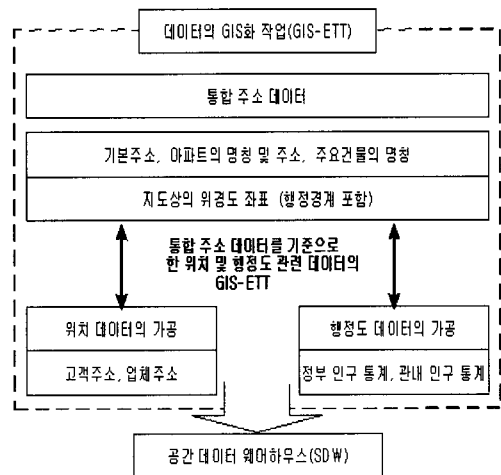 데이터의 GIS화 작업(GIS-ETT)
통합 주소 데이터
기본주소, 아파트의 명칭 및 주소, 주요건물의 명칭
지도상의 위경도 좌표 (행정경계 포함)
통합 주소 데이터를 기준으로
한 위치 및 행정도 관련 데이터의
GIS-ETT
위치 데이터의 가공
고객주소, 업체주소
행정도 데이터의 가공
정부 인구 통계, 관내 인구 통계
공간 데이터 웨어하우스(SDW)